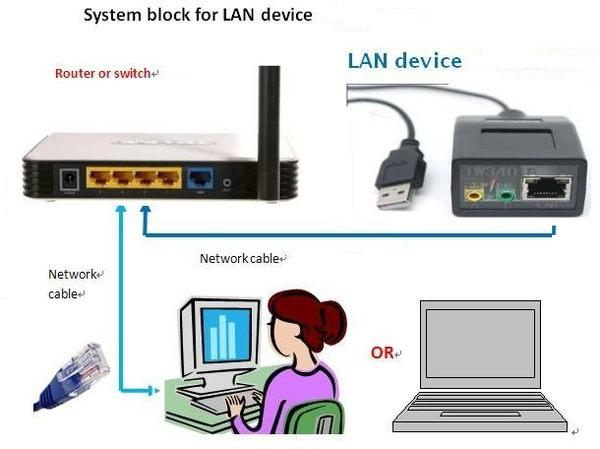 System block for LAN device
Router or switch
LAN device
Network cable
Network
cable
OR